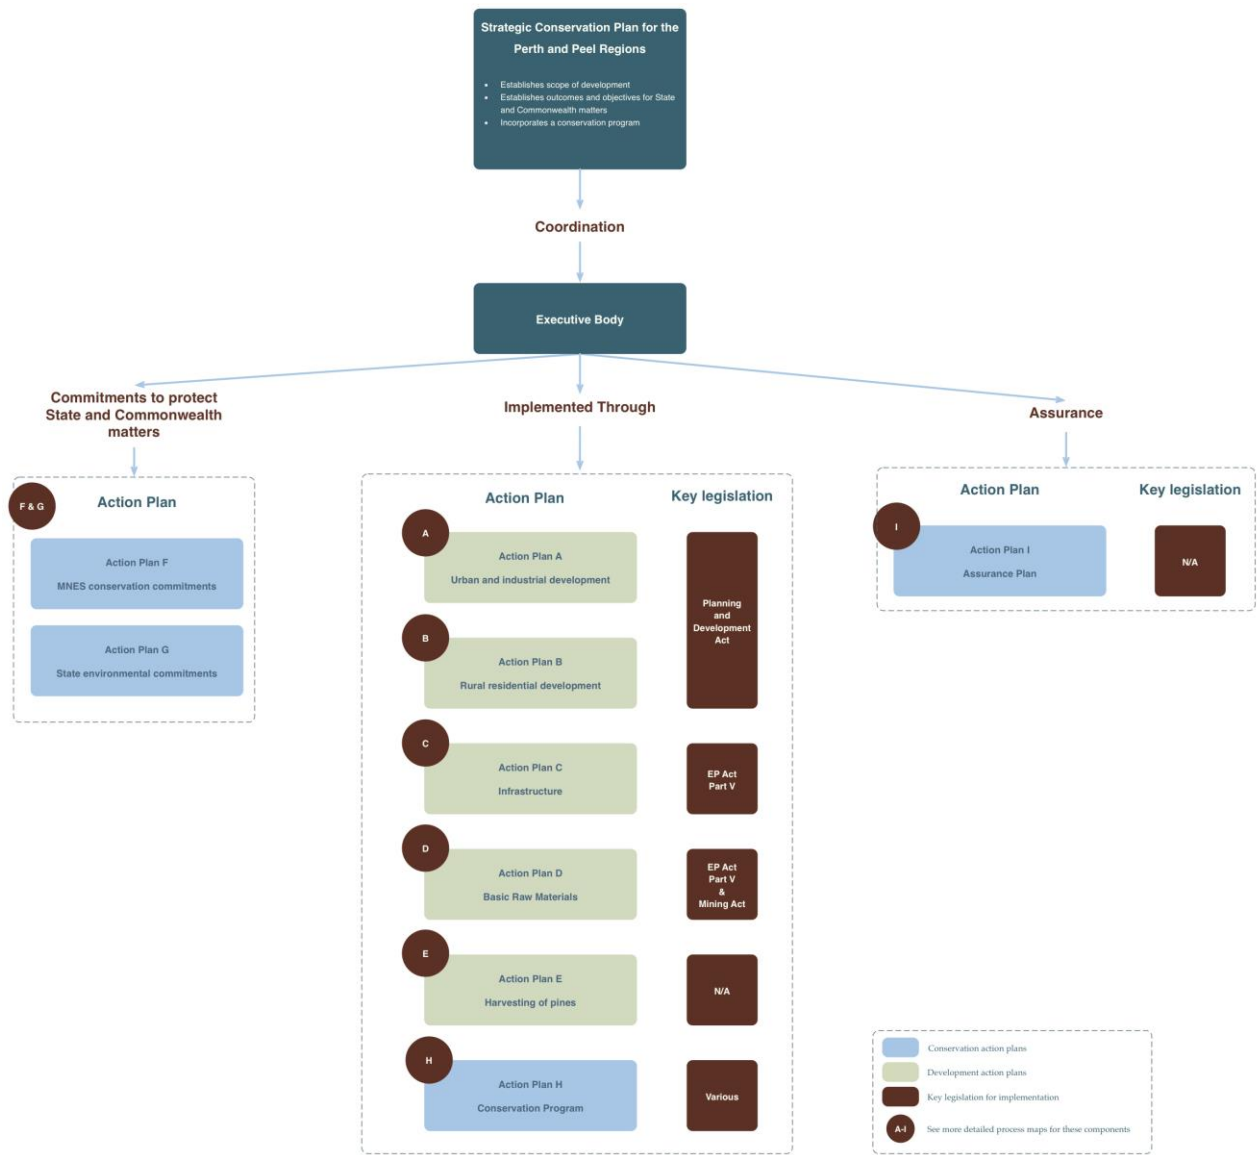 Strategic Conservation Plan for the
Perth and Peel Regions
• Establishes scope of development
• Establishes outcomes and objectives for State
and Commonwealth matters
• Incorporates a conservation program
Coordination
Executive Body
Commitments to protect
State and Commonwealth
matters
F & G
Action Plan
Action Plan F
MNES conservation commitments
Action Plan G
State environmental commitments
Implemented Through
Action Plan
Key legislation
A
Action Plan A
Urban and industrial development
B
Action Plan B
Rural residential development
Planning
and
Development
Act
C
Action Plan C
Infrastructure
EP Act
Part V
D
Action Plan D
Basic Raw Materials
EP Act
Part V
&
Mining Act
E
Action Plan E
Harvesting of pines
N/A
H
Action Plan H
Conservation Program
Various
Assurance
Action Plan
Key legislation
I
Action Plan I
Assurance Plan
N/A
Conservation action plans
Development action plans
Key legislation for implementation
A-I
See more detailed process maps for these components